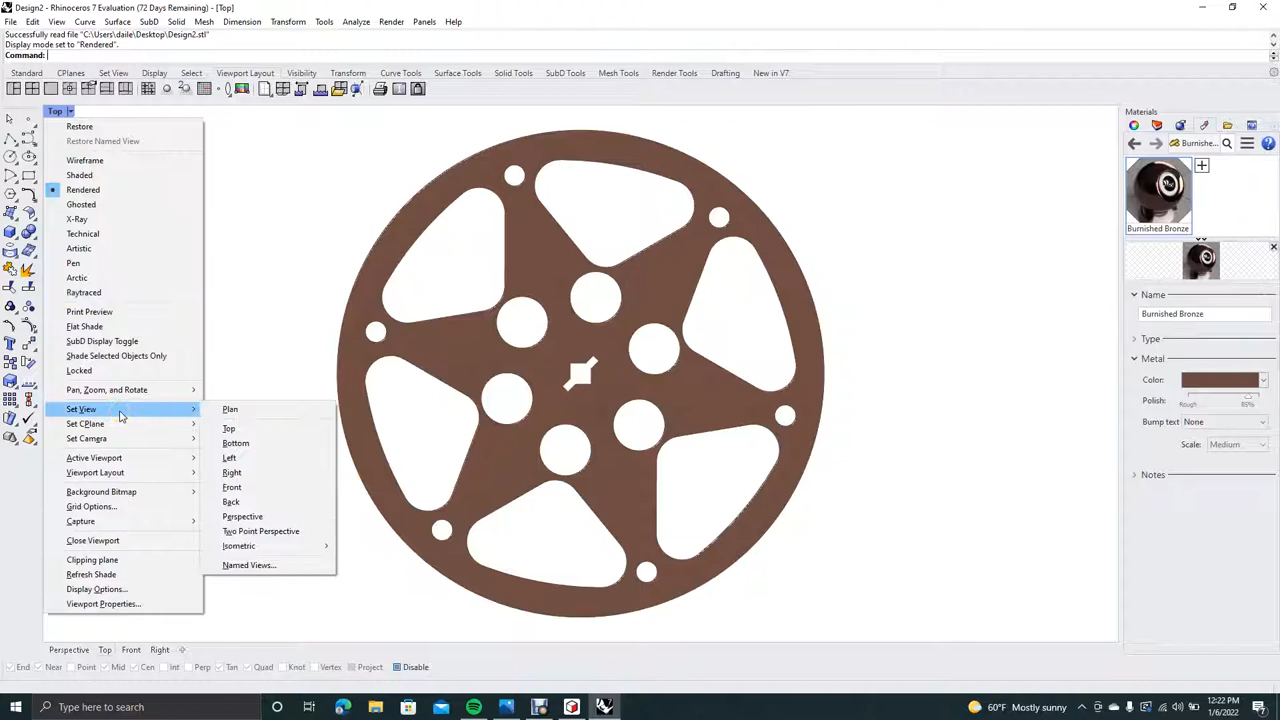 Design2 - Rhinoceros 7 Evaluation (72 Days Remaining) - [Top]
File Edit View Curve Surface SubD Solid Mesh Dimension Transform Tools Analyze Render Panels Help
Successfully read file "C:\Users\daile\Desktop\Design2.stl"
Display mode set to "Rendered".
Command:
Standard CPlanes Set View Display Select Viewport Layout Visibility Transform Curve Tools Surface Tools Solid Tools SubD Tools Mesh Tools Render Tools Drafting New in V7
Top
Restore
Restore Named View
Wireframe
Shaded
Rendered
Ghosted
X-Ray
Technical
Artistic
Pen
Arctic
Raytraced
Print Preview
Flat Shade
SubD Display Toggle
Shade Selected Objects Only
Locked
Pan, Zoom, and Rotate
Set View
Set CPlane
Set Camera
Active Viewport
Viewport Layout
Background Bitmap
Grid Options...
Capture
Close Viewport
Clipping plane
Refresh Shade
Display Options...
Viewport Properties...
Plan
Top
Bottom
Left
Right
Front
Back
Perspective
Two Point Perspective
Isometric
Named Views...
Materials
Burnishe...
Burnished Bronze
Name
Burnished Bronze
Type
Metal
Color:
Polish:
Rough 85%
Bump text None
Scale: Medium
Notes
Perspective Top Front Right
End Near Point Mid Cen Int Perp Tan Quad Knot Vertex Project Disable
Type here to search
60°F Mostly sunny
12:22 PM
1/6/2022